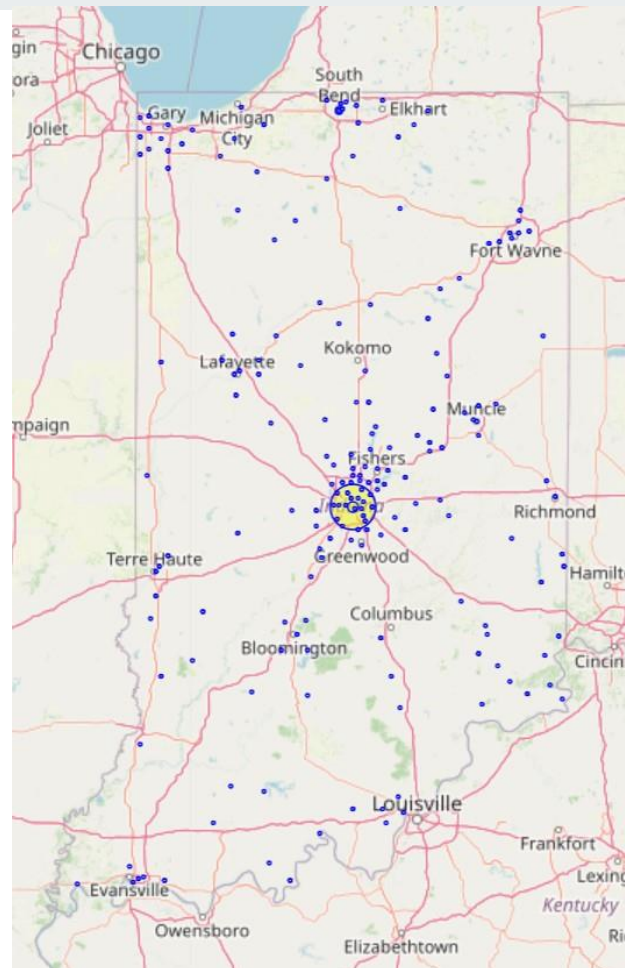 Chicago
gin
ora
Joliet
Gary
Michigan
City
South
Bend
Elkhart
Fort Wayne
Lafayette
Kokomo
Muncie
mpaign
Fishers
Richmond
Greenwood
Terre Haute
Hamilto
Columbus
Bloomington
Cincin
Louisville
Frankfort
Lexing
Evansville
Owensboro
Kentucky
Elizabethtown
Ri